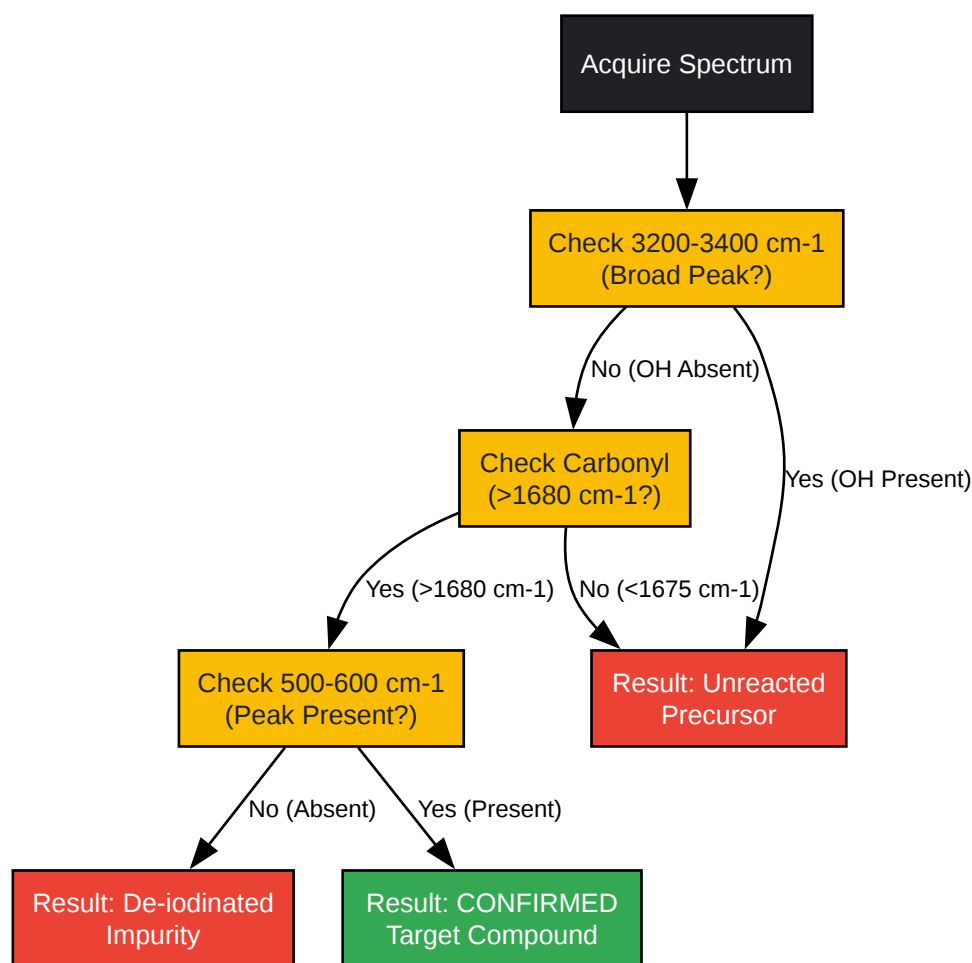 Acquire Spectrum
Check 3200-3400 cm-1
(Broad Peak?)
No (OH Absent)
Yes (OH Present)
Check Carbonyl
(>1680 cm-1?)
Yes (>1680 cm-1)
No (<1675 cm-1)
Check 500-600 cm-1
(Peak Present?)
Result: Unreacted
Precursor
No (Absent)
Yes (Present)
Result: De-iodinated
Impurity
Result: CONFIRMED
Target Compound